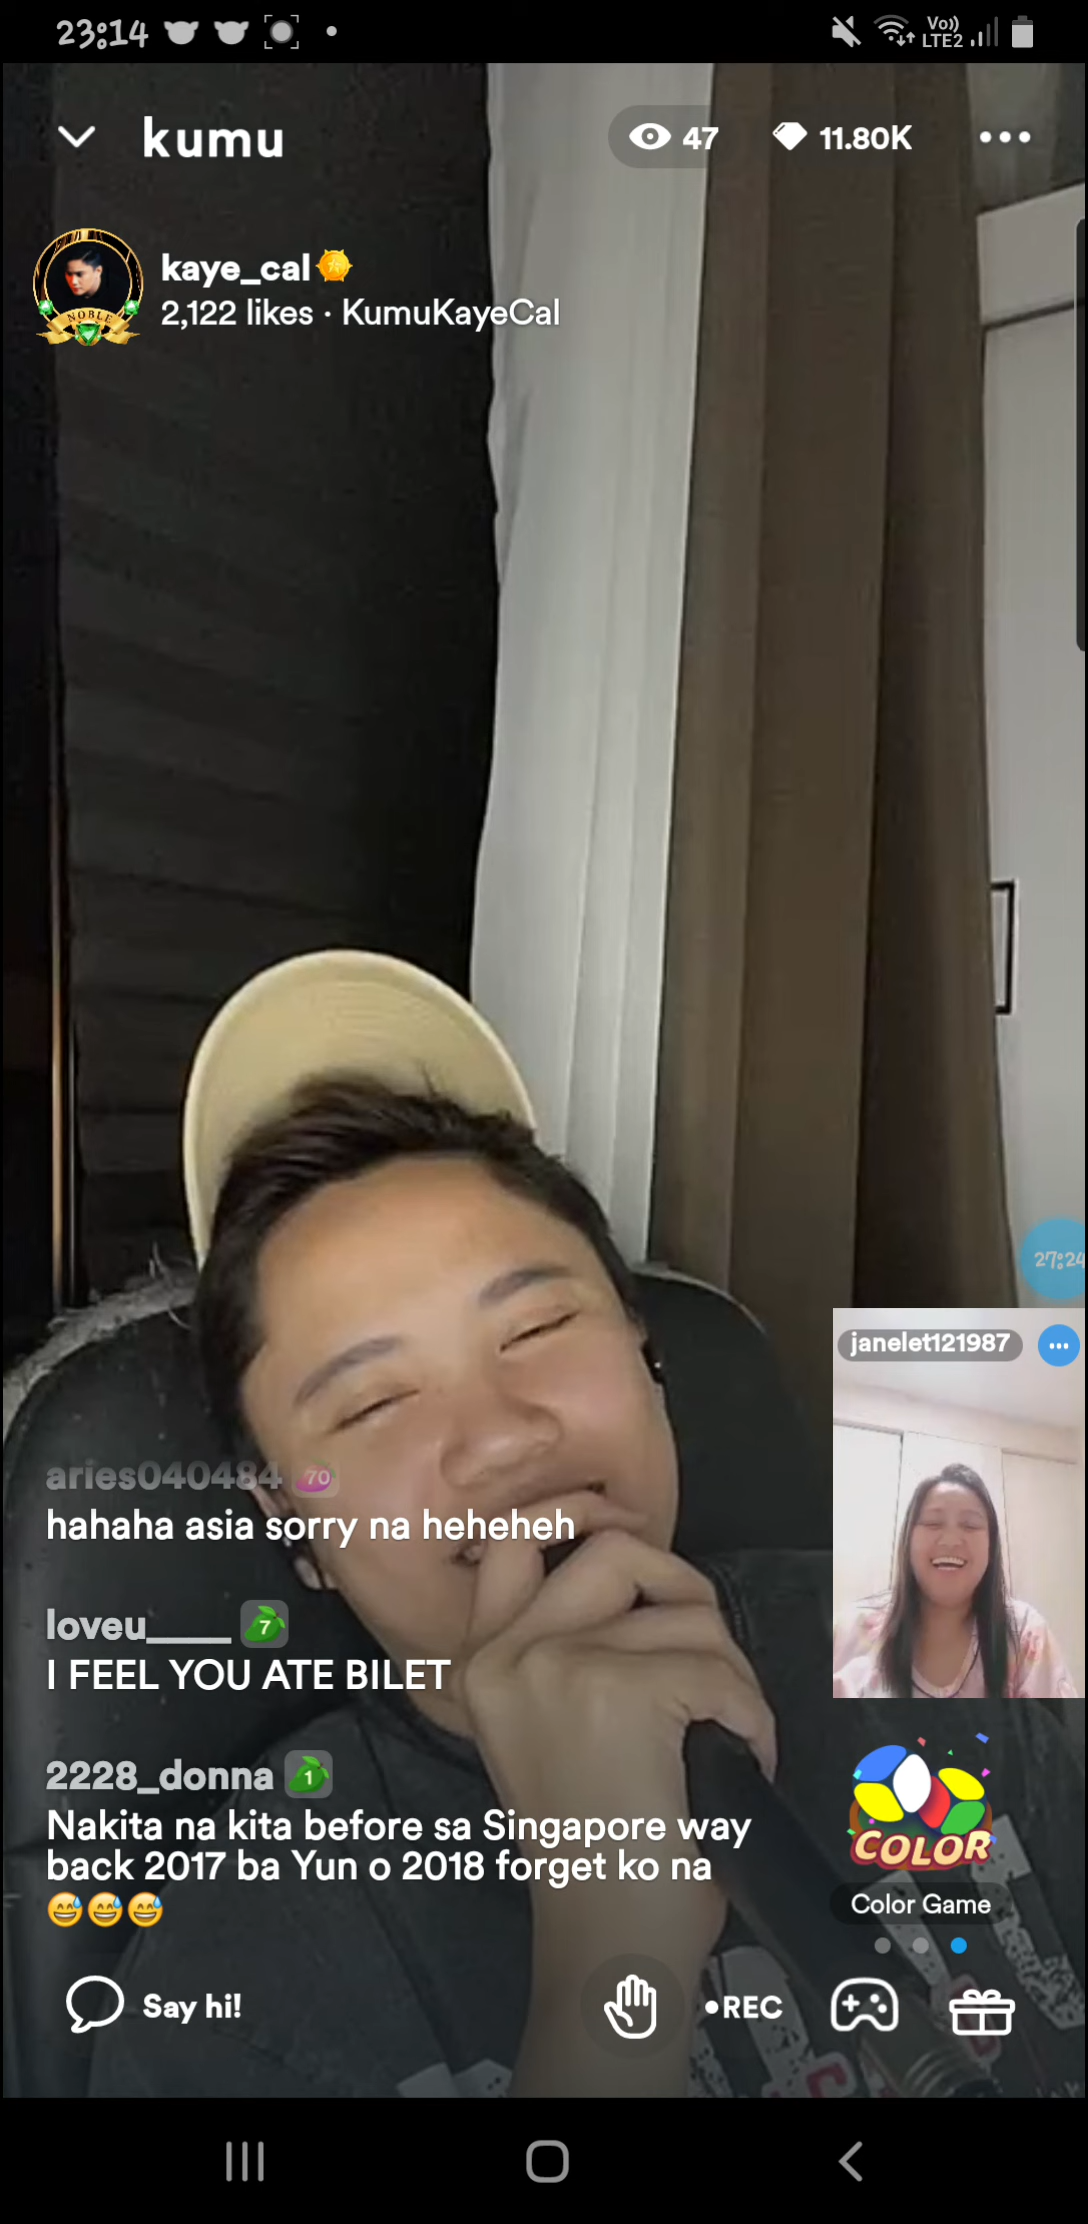 23:14
Vo))
LTE2
kumu
47
11.80K
kaye_cal
2,122 likes · KumuKayeCal
NOBLE
27:24
janelet121987
aries040484 70
hahaha asia sorry na heheheh
loveu____ 7
I FEEL YOU ATE BILET
2228_donna 1
Nakita na kita before sa Singapore way
back 2017 ba Yun o 2018 forget ko na
😅😅😅
COLOR
Color Game
Say hi!
•REC